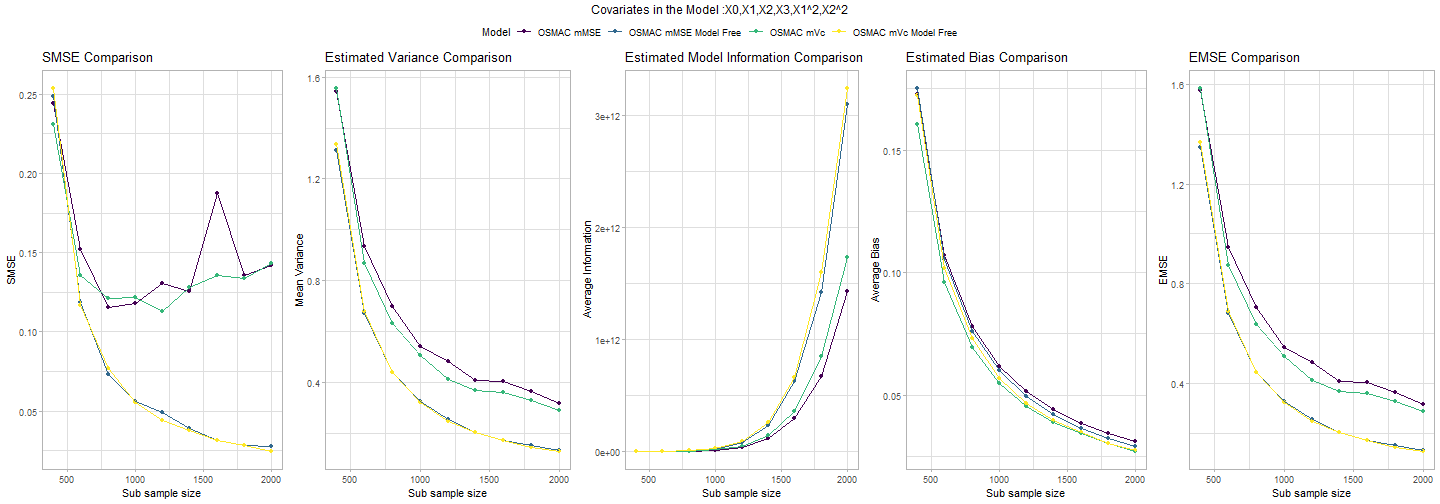 Covariates in the Model :X0,X1,X2,X3,X1^2,X2^2
Model OSMAC mMSE OSMAC mMSE Model Free OSMAC mVc OSMAC mVc Model Free
SMSE Comparison
SMSE
0.25
0.20
0.15
0.10
0.05
500 1000 1500 2000
Sub sample size
Estimated Variance Comparison
Mean Variance
1.6
1.2
0.8
0.4
500 1000 1500 2000
Sub sample size
Estimated Model Information Comparison
Average Information
3e+12
2e+12
1e+12
0e+00
500 1000 1500 2000
Sub sample size
Estimated Bias Comparison
Average Bias
0.15
0.10
0.05
500 1000 1500 2000
Sub sample size
EMSE Comparison
EMSE
1.6
1.2
0.8
0.4
500 1000 1500 2000
Sub sample size